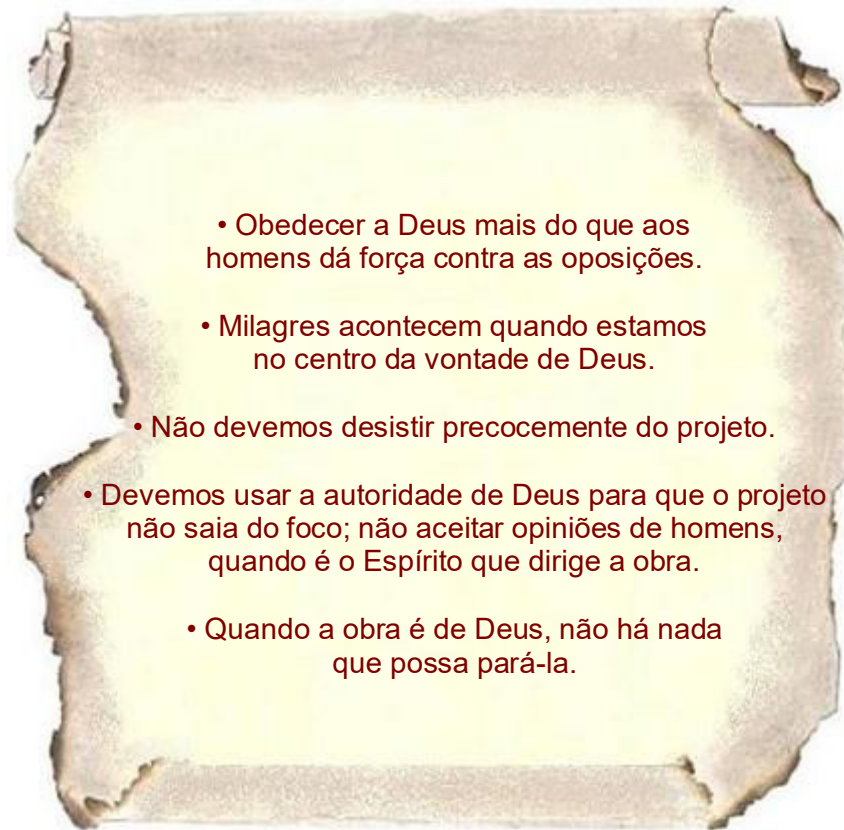 • Obedecer a Deus mais do que aos
homens dá força contra as oposições.
• Milagres acontecem quando estamos
no centro da vontade de Deus.
• Não devemos desistir precocemente do projeto.
• Devemos usar a autoridade de Deus para que o projeto
não saia do foco; não aceitar opiniões de homens,
quando é o Espírito que dirige a obra.
• Quando a obra é de Deus, não há nada
que possa pará-la.